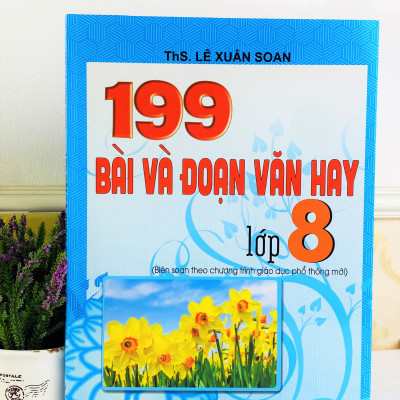 ThS. LÊ XUÂN SOAN
199
BÀI VÀ ĐOẠN VĂN HAY
lớp 8
(Biên soạn theo chương trình giáo dục phổ thông mới)